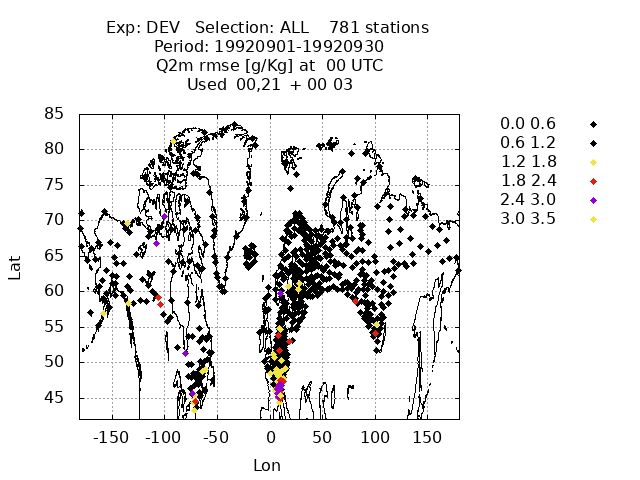 Exp: DEV   Selection: ALL    781 stations
Period: 19920901-19920930
Q2m rmse [g/Kg] at  00 UTC
Used  00,21  + 00 03
85
80
75
70
65
60
55
50
45
Lat
-150 -100 -50 0 50 100 150
Lon
0.0 0.6
0.6 1.2
1.2 1.8
1.8 2.4
2.4 3.0
3.0 3.5